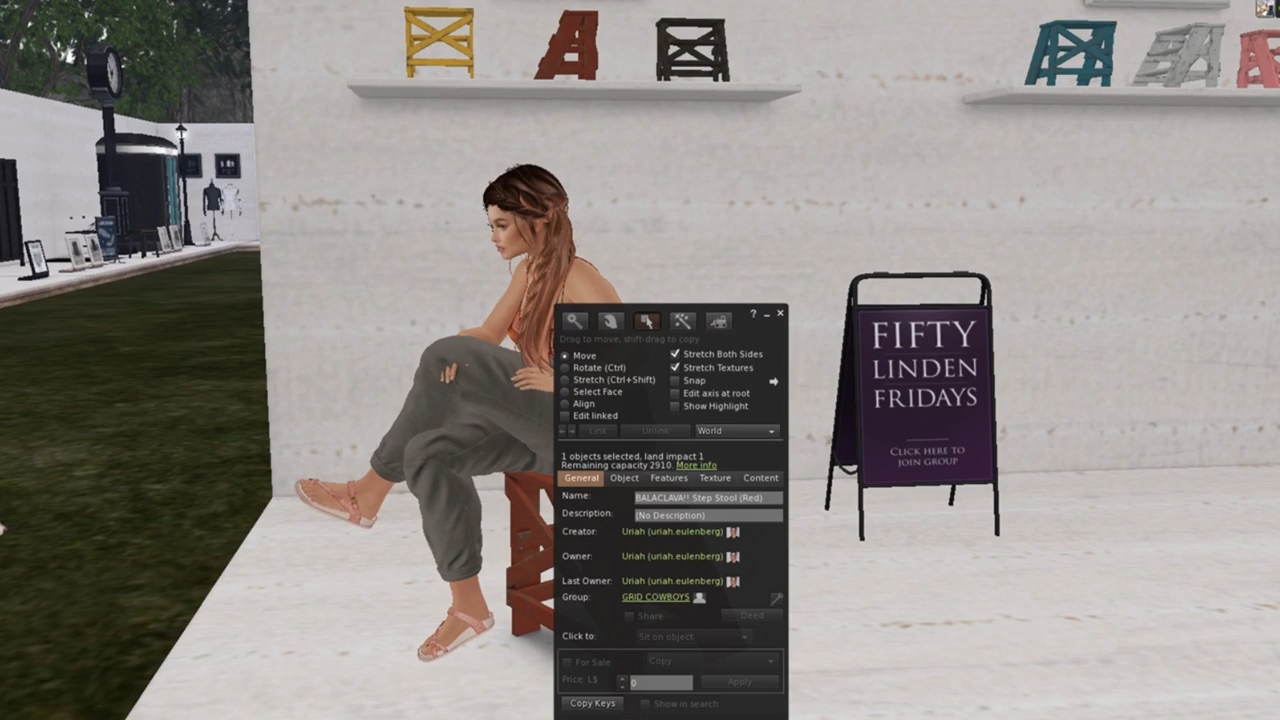 ?
Drag to move, shift-drag to copy
Move
Rotate (Ctrl)
Stretch (Ctrl+Shift)
Select Face
Align
Edit linked
Stretch Both Sides
Stretch Textures
Snap
Edit axis at root
Show Highlight
Link
Unlink
World
1 objects selected, land impact 1
Remaining capacity 2910. More info
General Object Features Texture Content
Name: BALACLAVA!! Step Stool (Red)
Description: (No Description)
Creator: Uriah (uriah.eulenberg)
Owner: Uriah (uriah.eulenberg)
Last Owner: Uriah (uriah.eulenberg)
Group: GRID COWBOYS
Share Deed
Click to: Sit on object
For Sale: Copy
Price: L$ 0 Apply
Copy Keys Show in search
FIFTY
LINDEN
FRIDAYS
CLICK HERE TO
JOIN GROUP